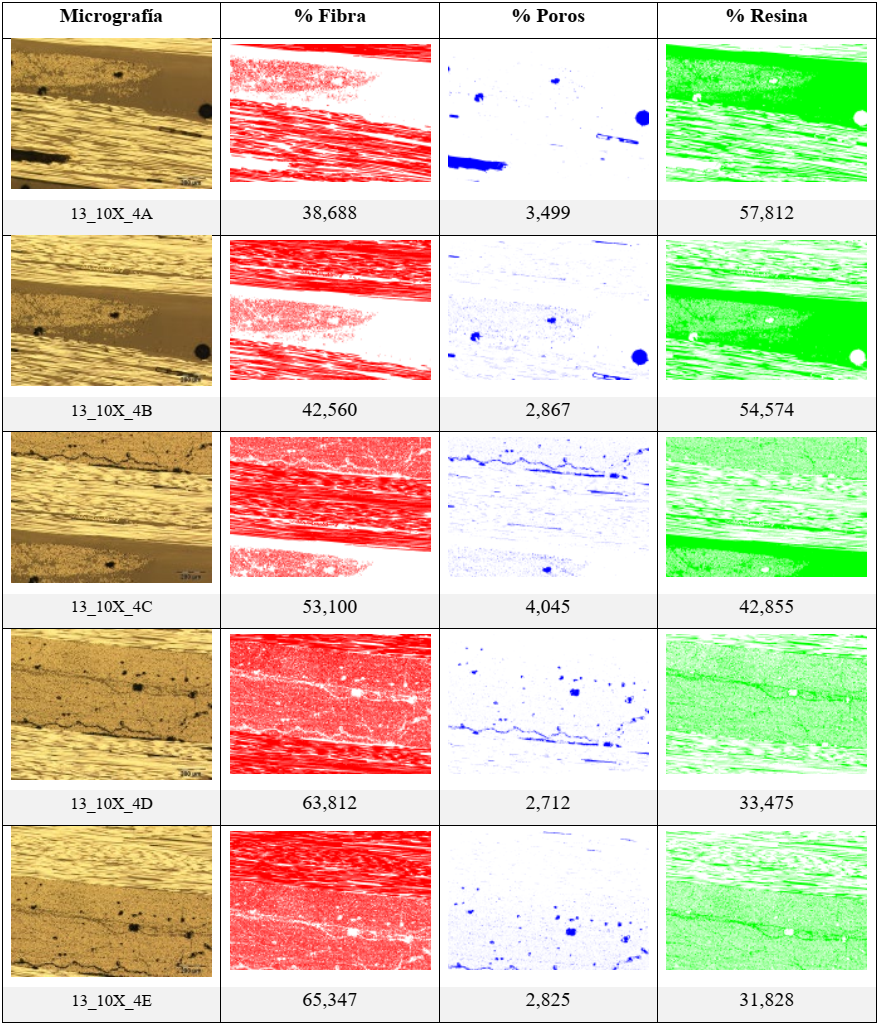 Micrografía % Fibra % Poros % Resina
13_10X_4A 38,688 3,499 57,812
13_10X_4B 42,560 2,867 54,574
13_10X_4C 53,100 4,045 42,855
13_10X_4D 63,812 2,712 33,475
13_10X_4E 65,347 2,825 31,828